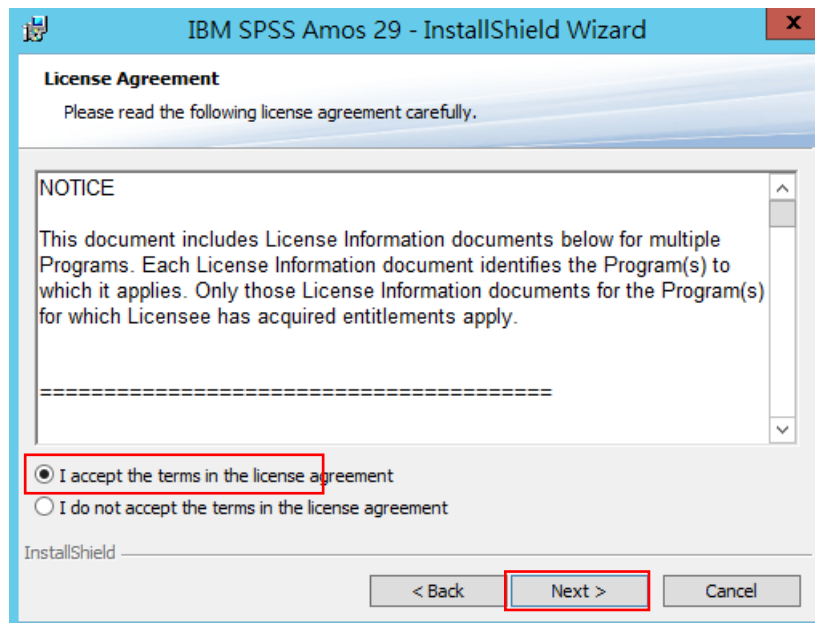 IBM SPSS Amos 29 - InstallShield Wizard
x
License Agreement
Please read the following license agreement carefully.
NOTICE
This document includes License Information documents below for multiple
Programs. Each License Information document identifies the Program(s) to
which it applies. Only those License Information documents for the Program(s)
for which Licensee has acquired entitlements apply.
========================================
I accept the terms in the license agreement
I do not accept the terms in the license agreement
InstallShield
< Back Next > Cancel